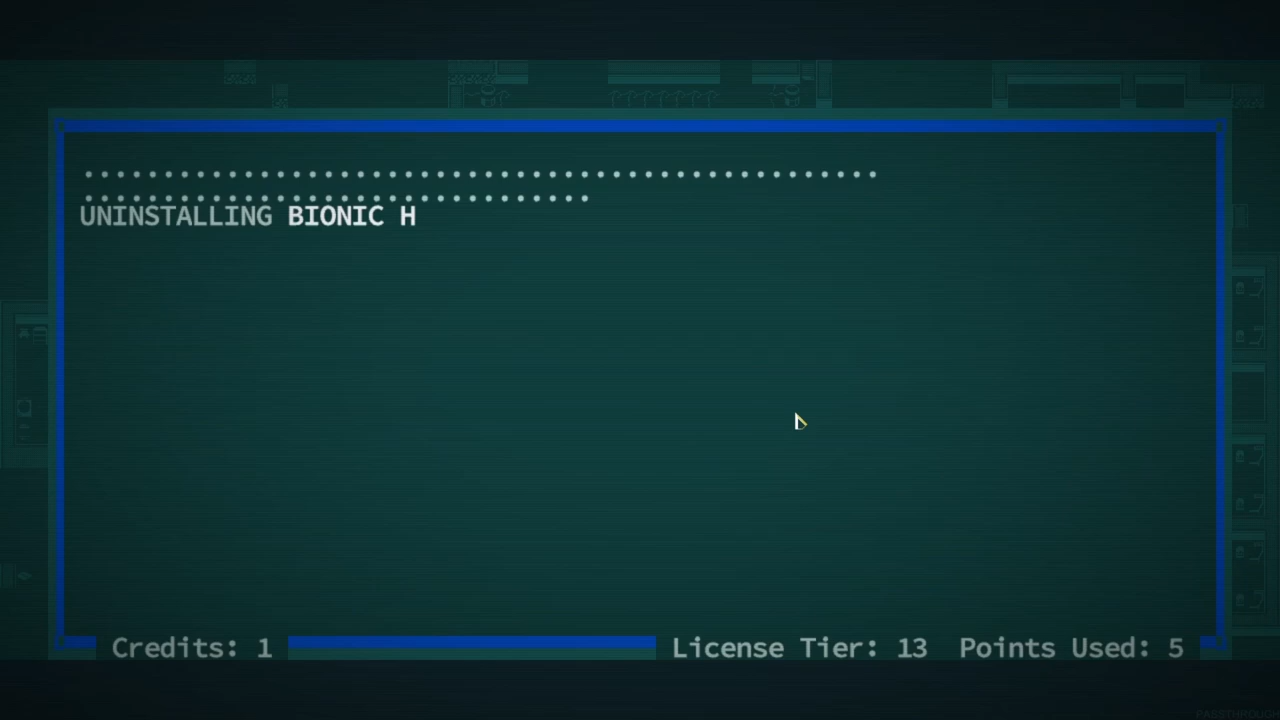 ..................................................
................................
UNINSTALLING BIONIC H
Credits: 1
License Tier: 13 Points Used: 5